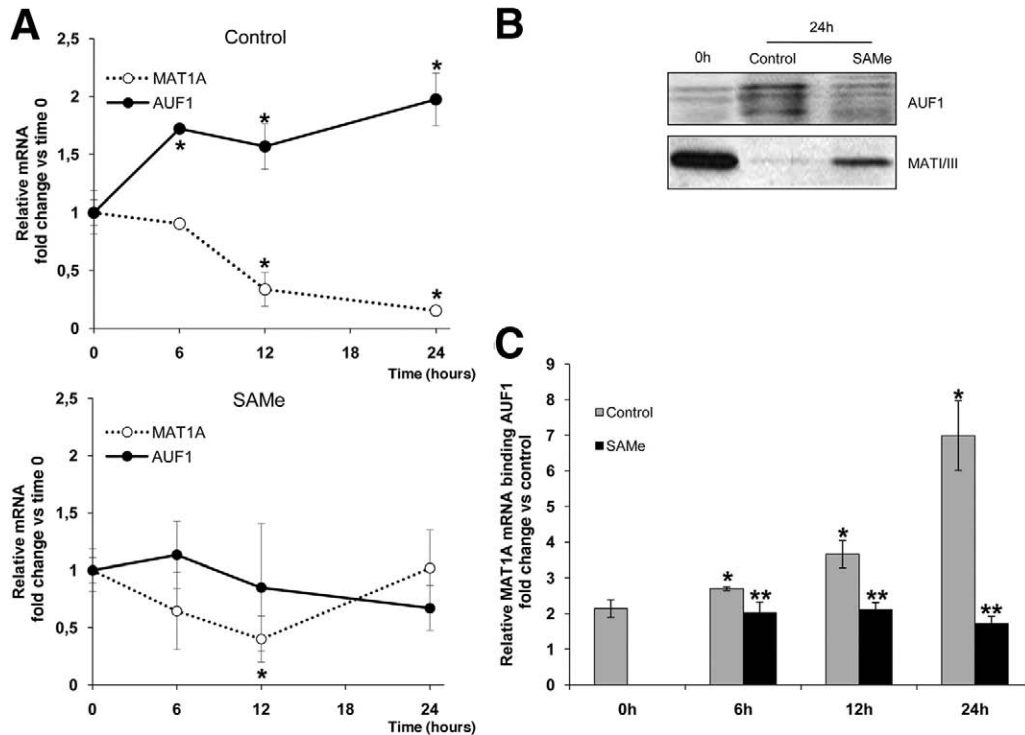 A
Control
MAT1A
AUF1
Relative mRNA
fold change vs time 0
2,5
2
1,5
1
0,5
0
*
*
*
*
*
0
6
12
18
24
Time (hours)
SAMe
MAT1A
AUF1
Relative mRNA
fold change vs time 0
2,5
2
1,5
1
0,5
0
*
0
6
12
18
24
Time (hours)
B
24h
0h
Control
SAMe
AUF1
MATI/III
C
Control
SAMe
Relative MAT1A mRNA binding AUF1
fold change vs control
9
8
7
6
5
4
3
2
1
0
*
**
*
**
*
**
0h
6h
12h
24h